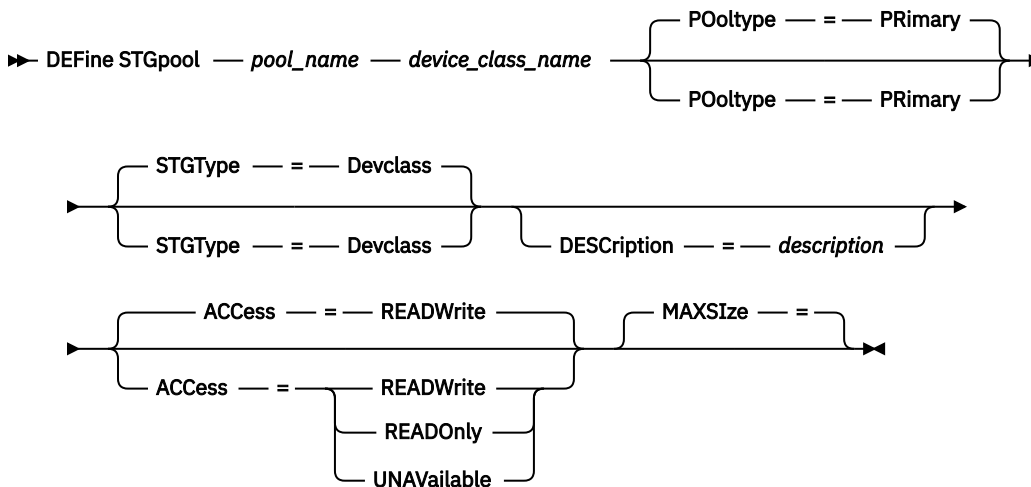 POoltype = PRimary
DEFine STGpool pool_name device_class_name
POoltype = PRimary
STGType = Devclass
STGType = Devclass
DESCription = description
ACCess = READWrite
MAXSIze =
ACCess = READWrite
READOnly
UNAVailable